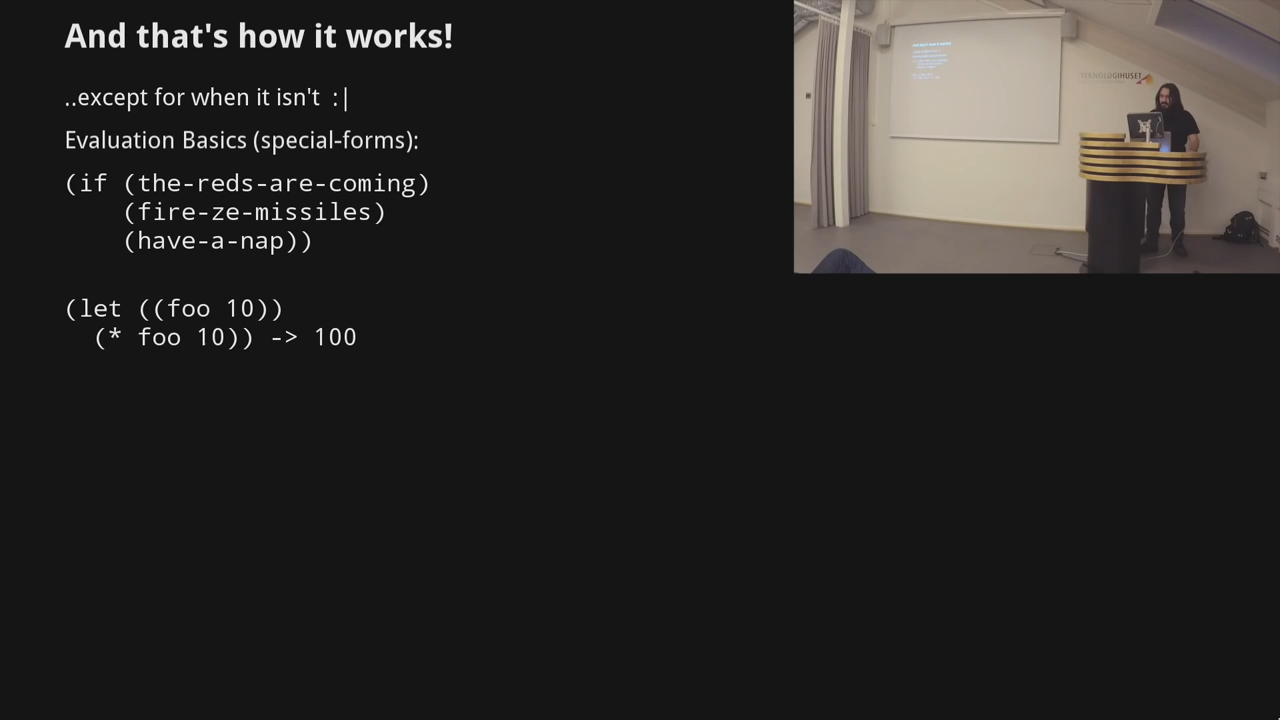 And that's how it works!
..except for when it isn't :|
Evaluation Basics (special-forms):
(if (the-reds-are-coming)
    (fire-ze-missiles)
    (have-a-nap))
(let ((foo 10))
  (* foo 10)) -> 100
TEKNOLOGIHUSET